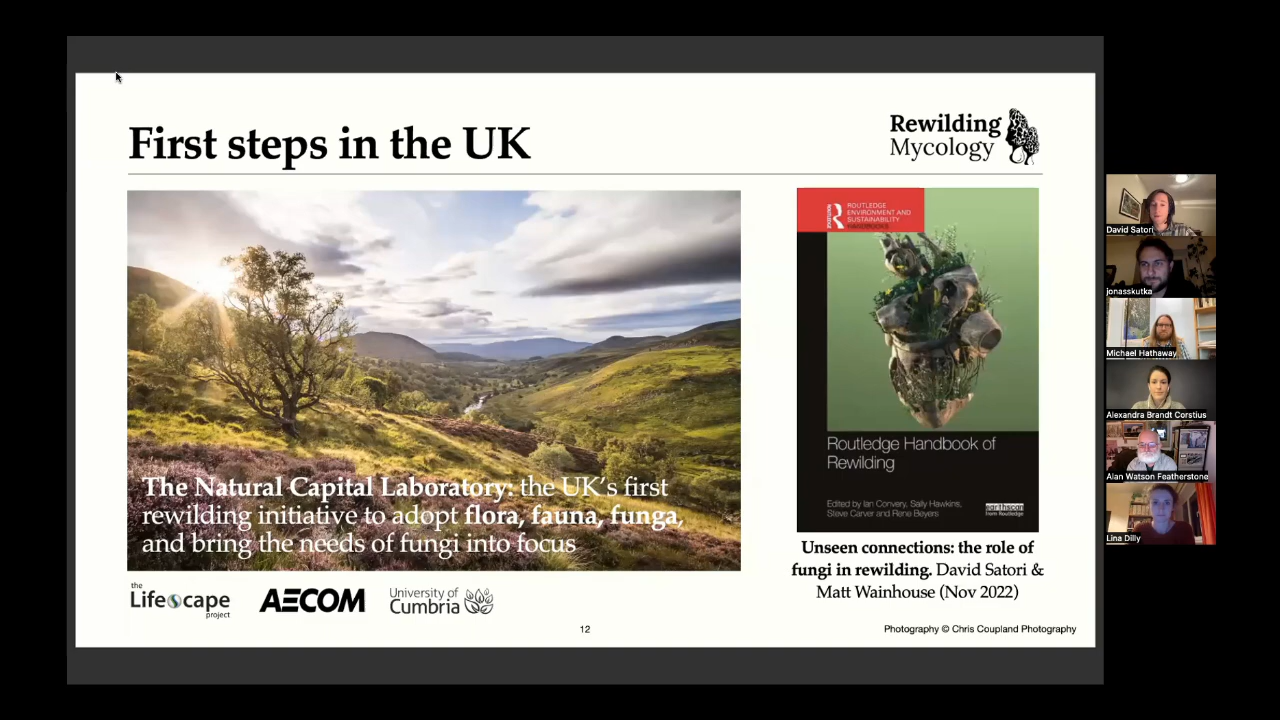 First steps in the UK
Rewilding
Mycology
The Natural Capital Laboratory: the UK's first
rewilding initiative to adopt flora, fauna, funga,
and bring the needs of fungi into focus
the
Lifescape
project
AECOM
University of
Cumbria
ROUTLEDGE
ENVIRONMENT AND
SUSTAINABILITY
HANDBOOKS
ROUTLEDGE
Routledge Handbook of
Rewilding
Edited by Ian Convery, Sally Hawkins,
Steve Carver and Rene Beyers
earthscan
from Routledge
Unseen connections: the role of
fungi in rewilding. David Satori &
Matt Wainhouse (Nov 2022)
12
Photography © Chris Coupland Photography
David Satori
jonasskutka
Michael Hathaway
Alexandra Brandt Corstius
Alan Watson Featherstone
Lina Dilly